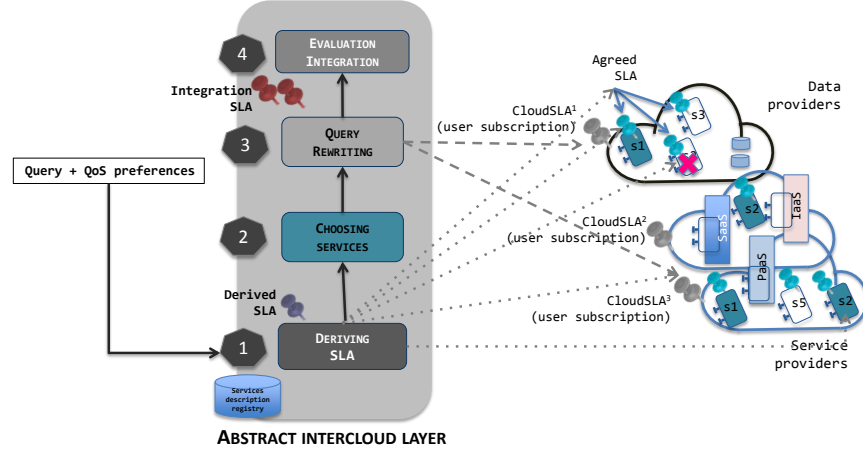 4
EVALUATION
INTEGRATION
Integration
SLA
3
QUERY
REWRITING
Query + QoS preferences
2
CHOOSING
SERVICES
Derived
SLA
1
DERIVING
SLA
Services
description
registry
ABSTRACT INTERCLOUD LAYER
Agreed
SLA
Data
providers
CloudSLA1
(user subscription)
s1
s3
CloudSLA2
(user subscription)
SaaS
s2
IaaS
PaaS
CloudSLA3
(user subscription)
s1
s5
s2
Service
providers